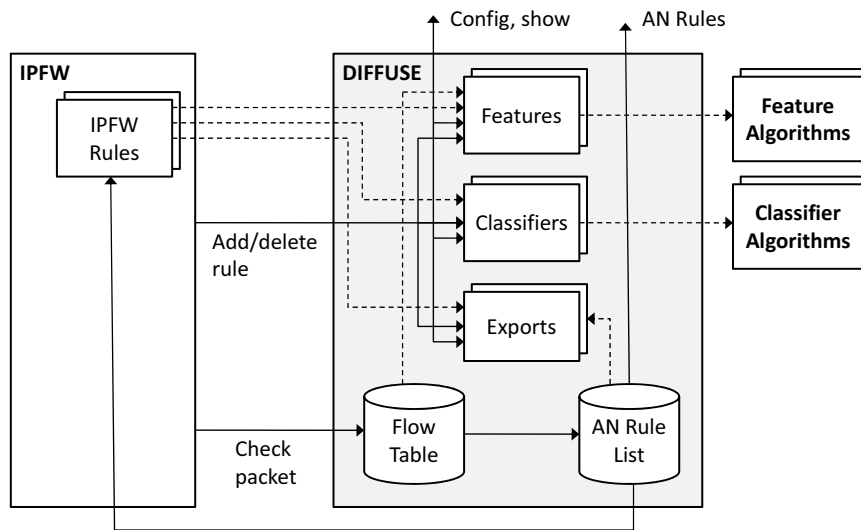 Config, show
AN Rules
IPFW
DIFFUSE
IPFW
Rules
Features
Feature
Algorithms
Classifiers
Classifier
Algorithms
Add/delete
rule
Exports
Flow
Table
AN Rule
List
Check
packet